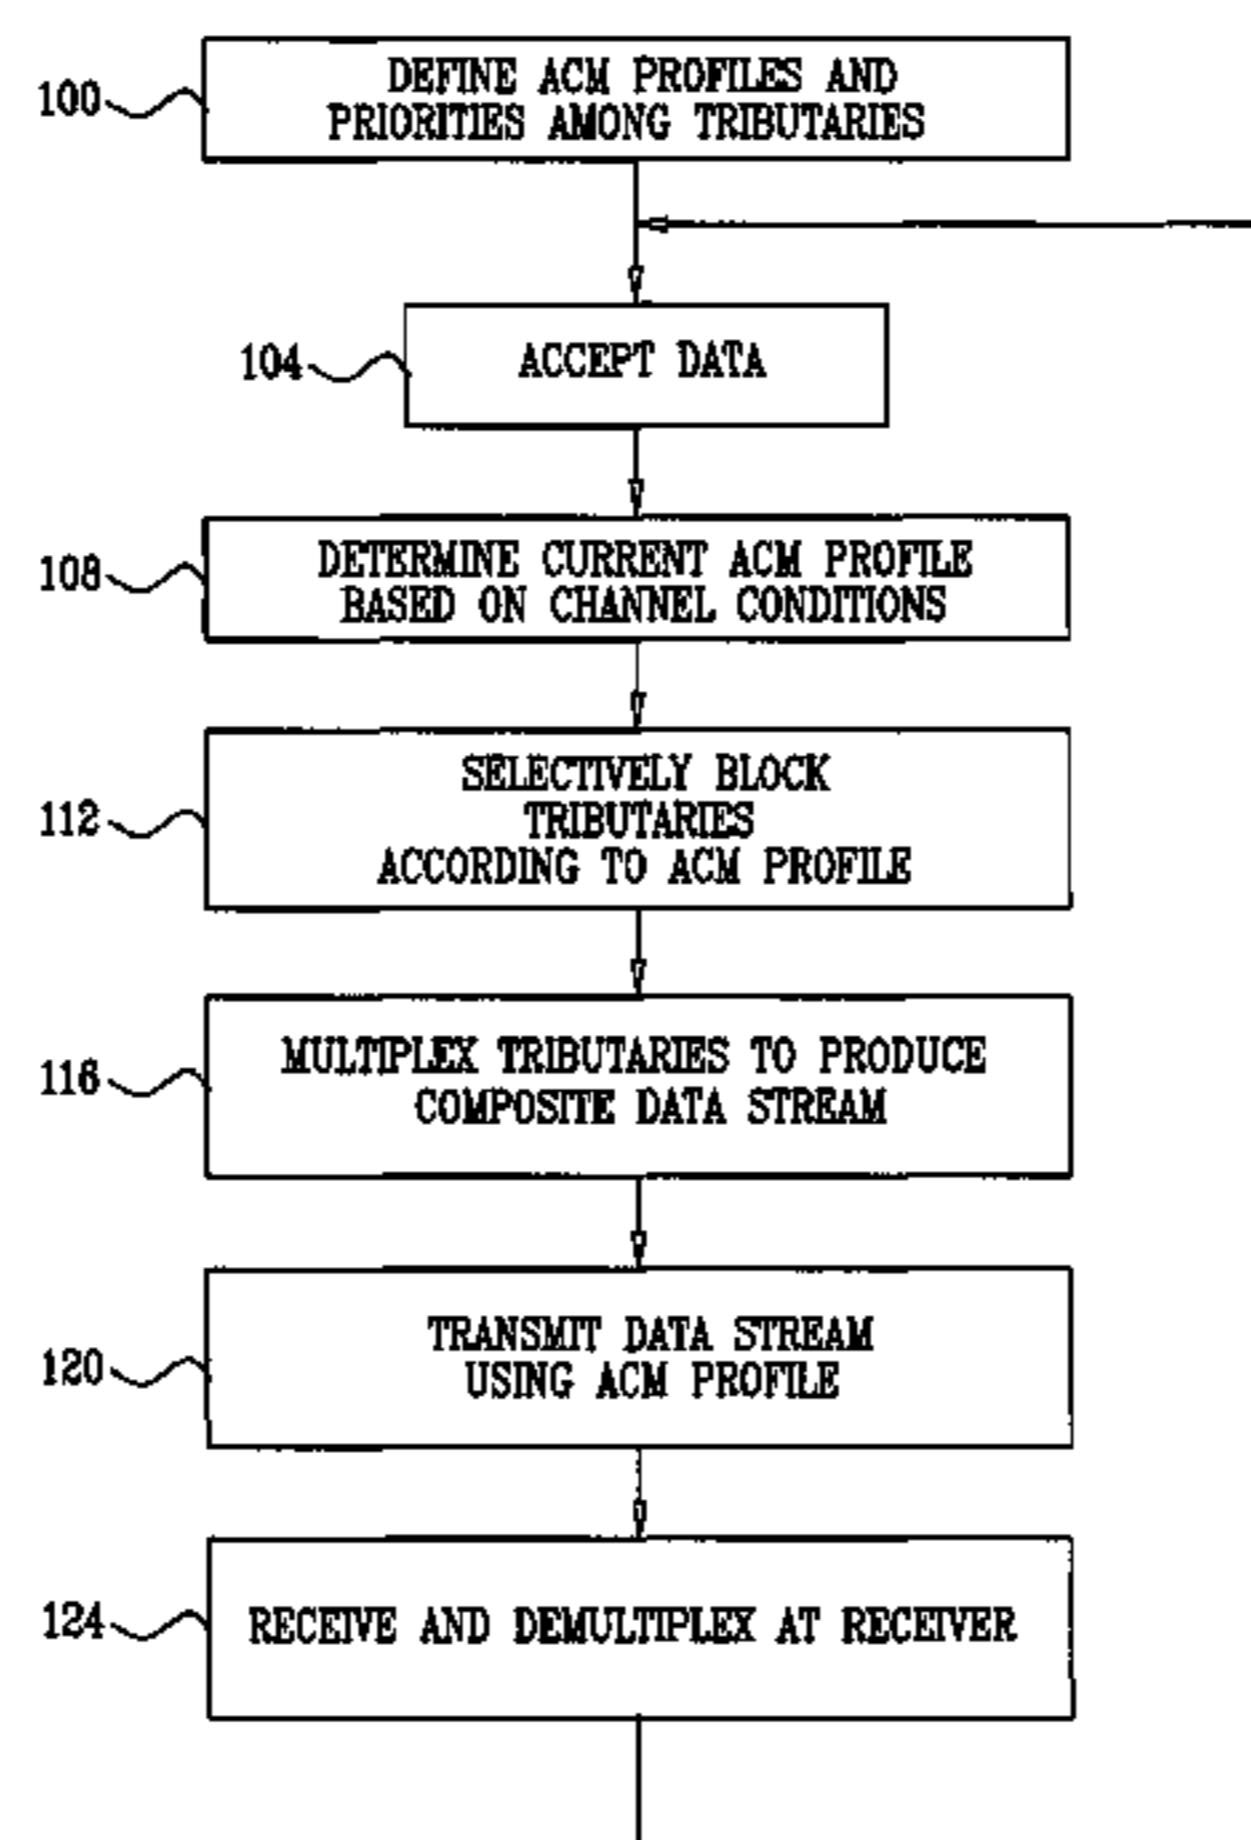 100
DEFINE ACM PROFILES AND
PRIORITIES AMONG TRIBUTARIES
104
ACCEPT DATA
108
DETERMINE CURRENT ACM PROFILE
BASED ON CHANNEL CONDITIONS
112
SELECTIVELY BLOCK
TRIBUTARIES
ACCORDING TO ACM PROFILE
116
MULTIPLEX TRIBUTARIES TO PRODUCE
COMPOSITE DATA STREAM
120
TRANSMIT DATA STREAM
USING ACM PROFILE
124
RECEIVE AND DEMULTIPLEX AT RECEIVER